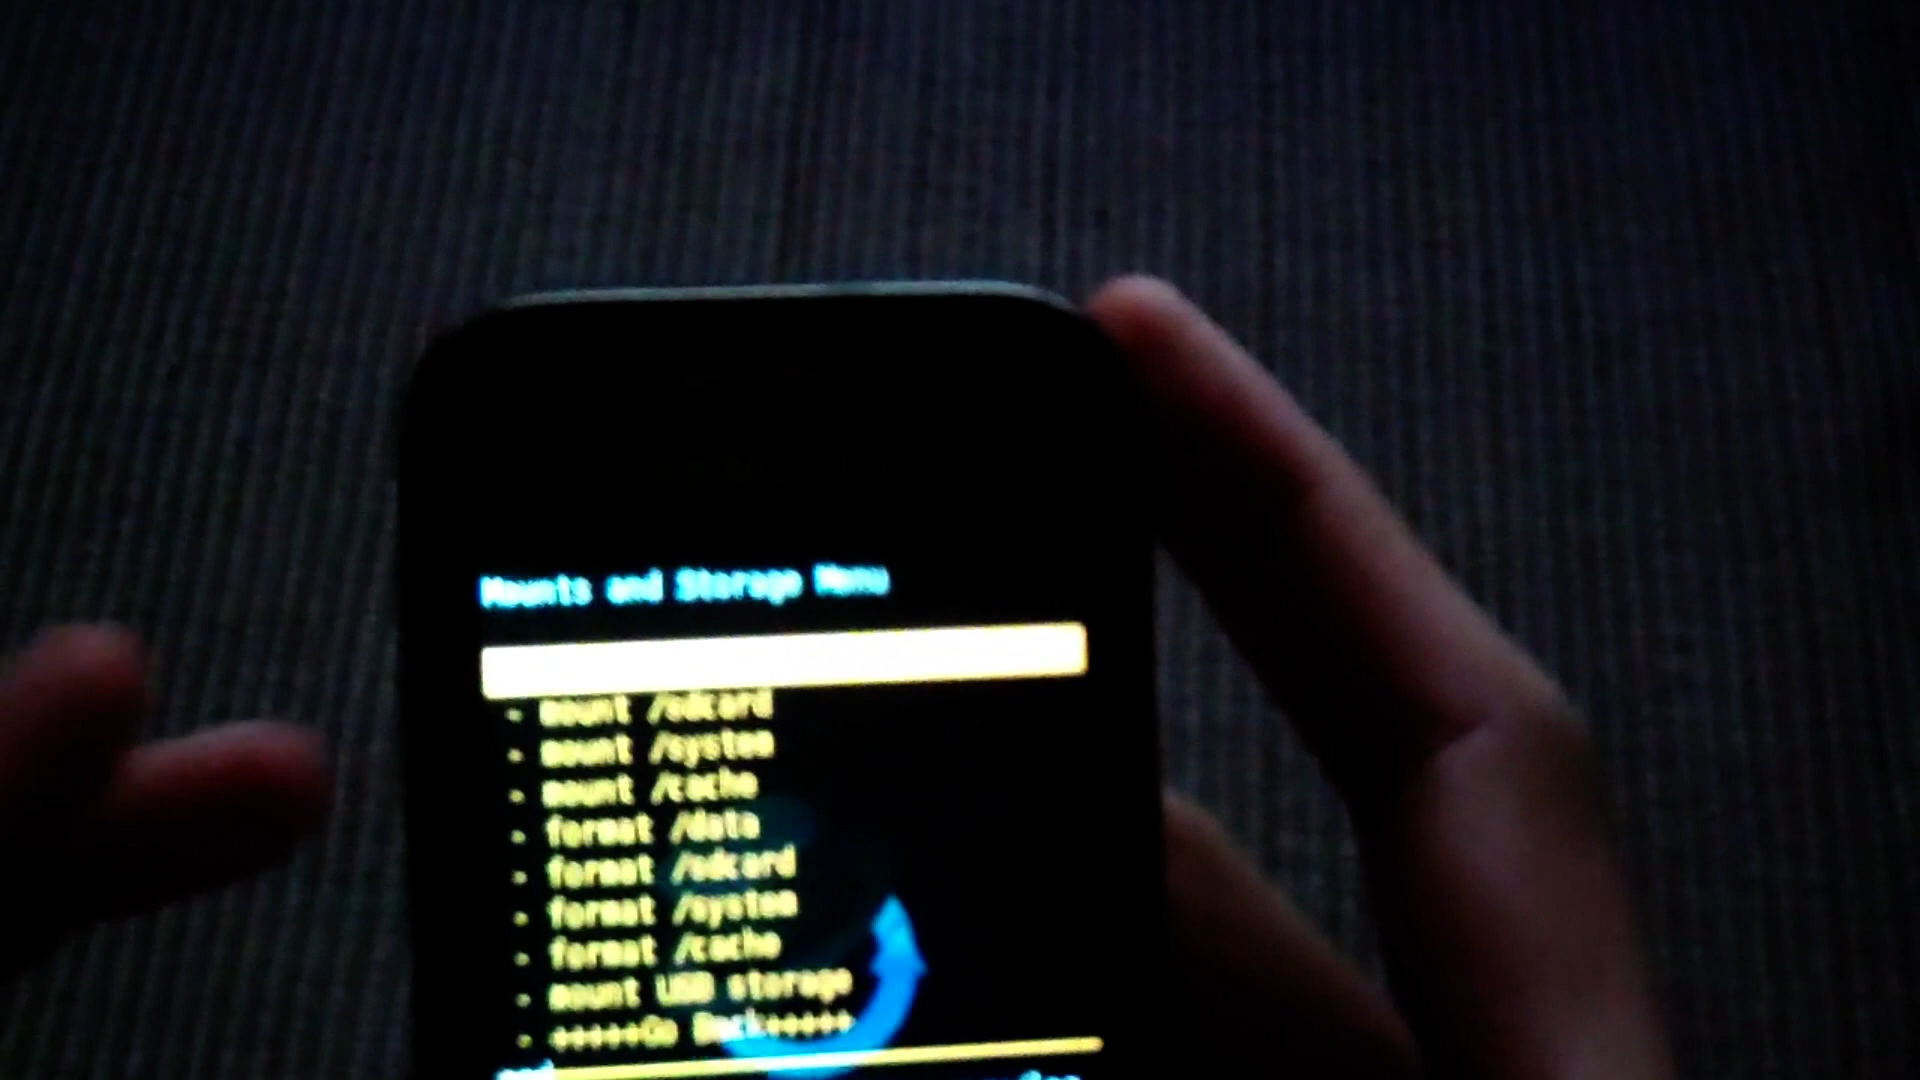 Mounts and Storage Menu
- mount /sdcard
- mount /system
- mount /cache
- format /data
- format /sdcard
- format /system
- format /cache
- mount USB storage
- +++++Go Back+++++